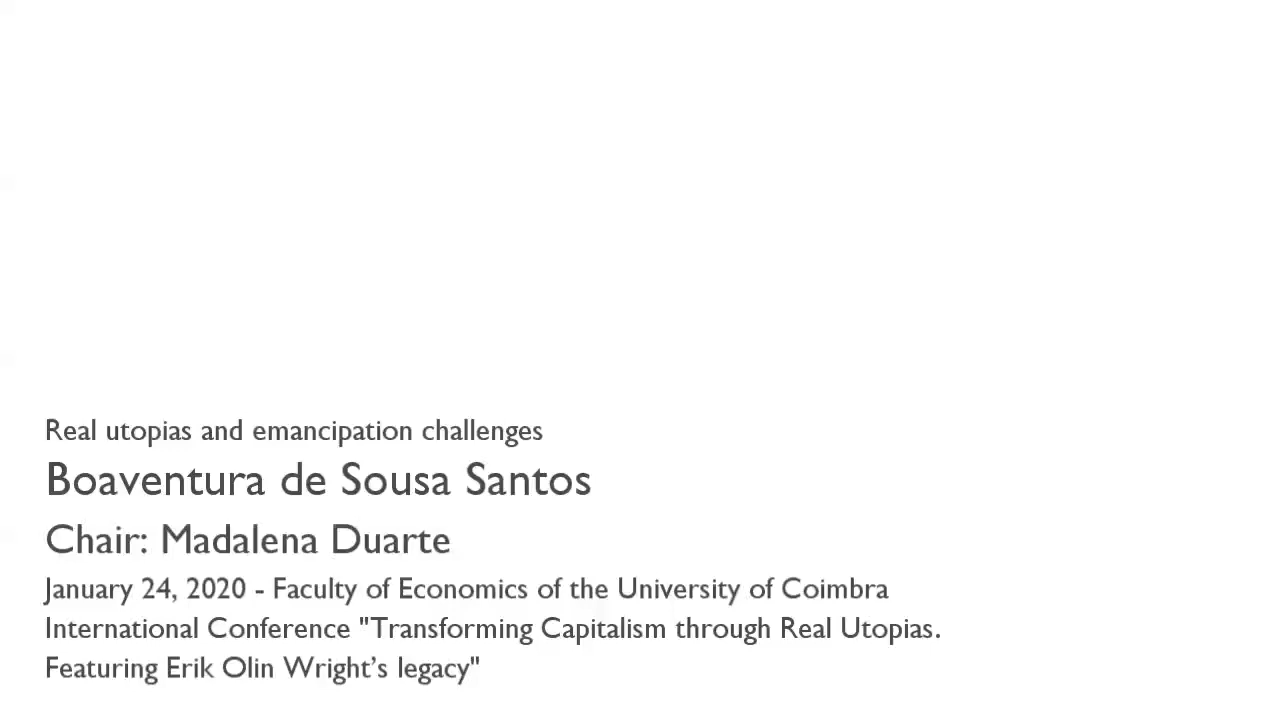 Real utopias and emancipation challenges
Boaventura de Sousa Santos
Chair: Madalena Duarte
January 24, 2020 - Faculty of Economics of the University of Coimbra
International Conference "Transforming Capitalism through Real Utopias.
Featuring Erik Olin Wright’s legacy"